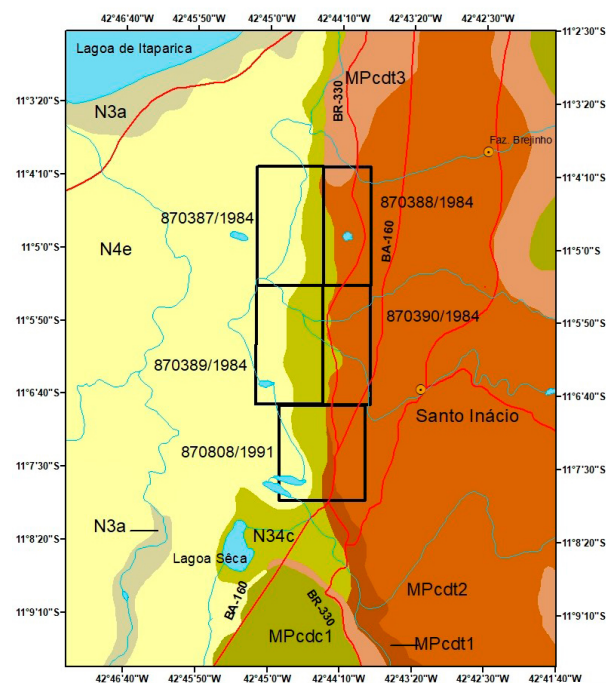 42°46'40"W 42°45'50"W 42°45'0"W 42°44'10"W 42°43'20"W 42°42'30"W
11°2'30"S
Lagoa de Itaparica
MPcdt3
11°3'20"S
11°3'20"S
N3a
BR-330
Faz. Brejinho
11°4'10"S
11°4'10"S
870387/1984
870388/1984
BA-160
11°5'0"S
N4e
11°5'0"S
11°5'50"S
870390/1984
11°5'50"S
870389/1984
11°6'40"S
11°6'40"S
Santo Inácio
870808/1991
11°7'30"S
11°7'30"S
N3a
N34c
11°8'20"S
11°8'20"S
Lagoa Sêca
MPcdt2
BA-160
BR-330
11°9'10"S
11°9'10"S
MPcdc1
MPcdt1
42°46'40"W 42°45'50"W 42°45'0"W 42°44'10"W 42°43'20"W 42°42'30"W 42°41'40"W